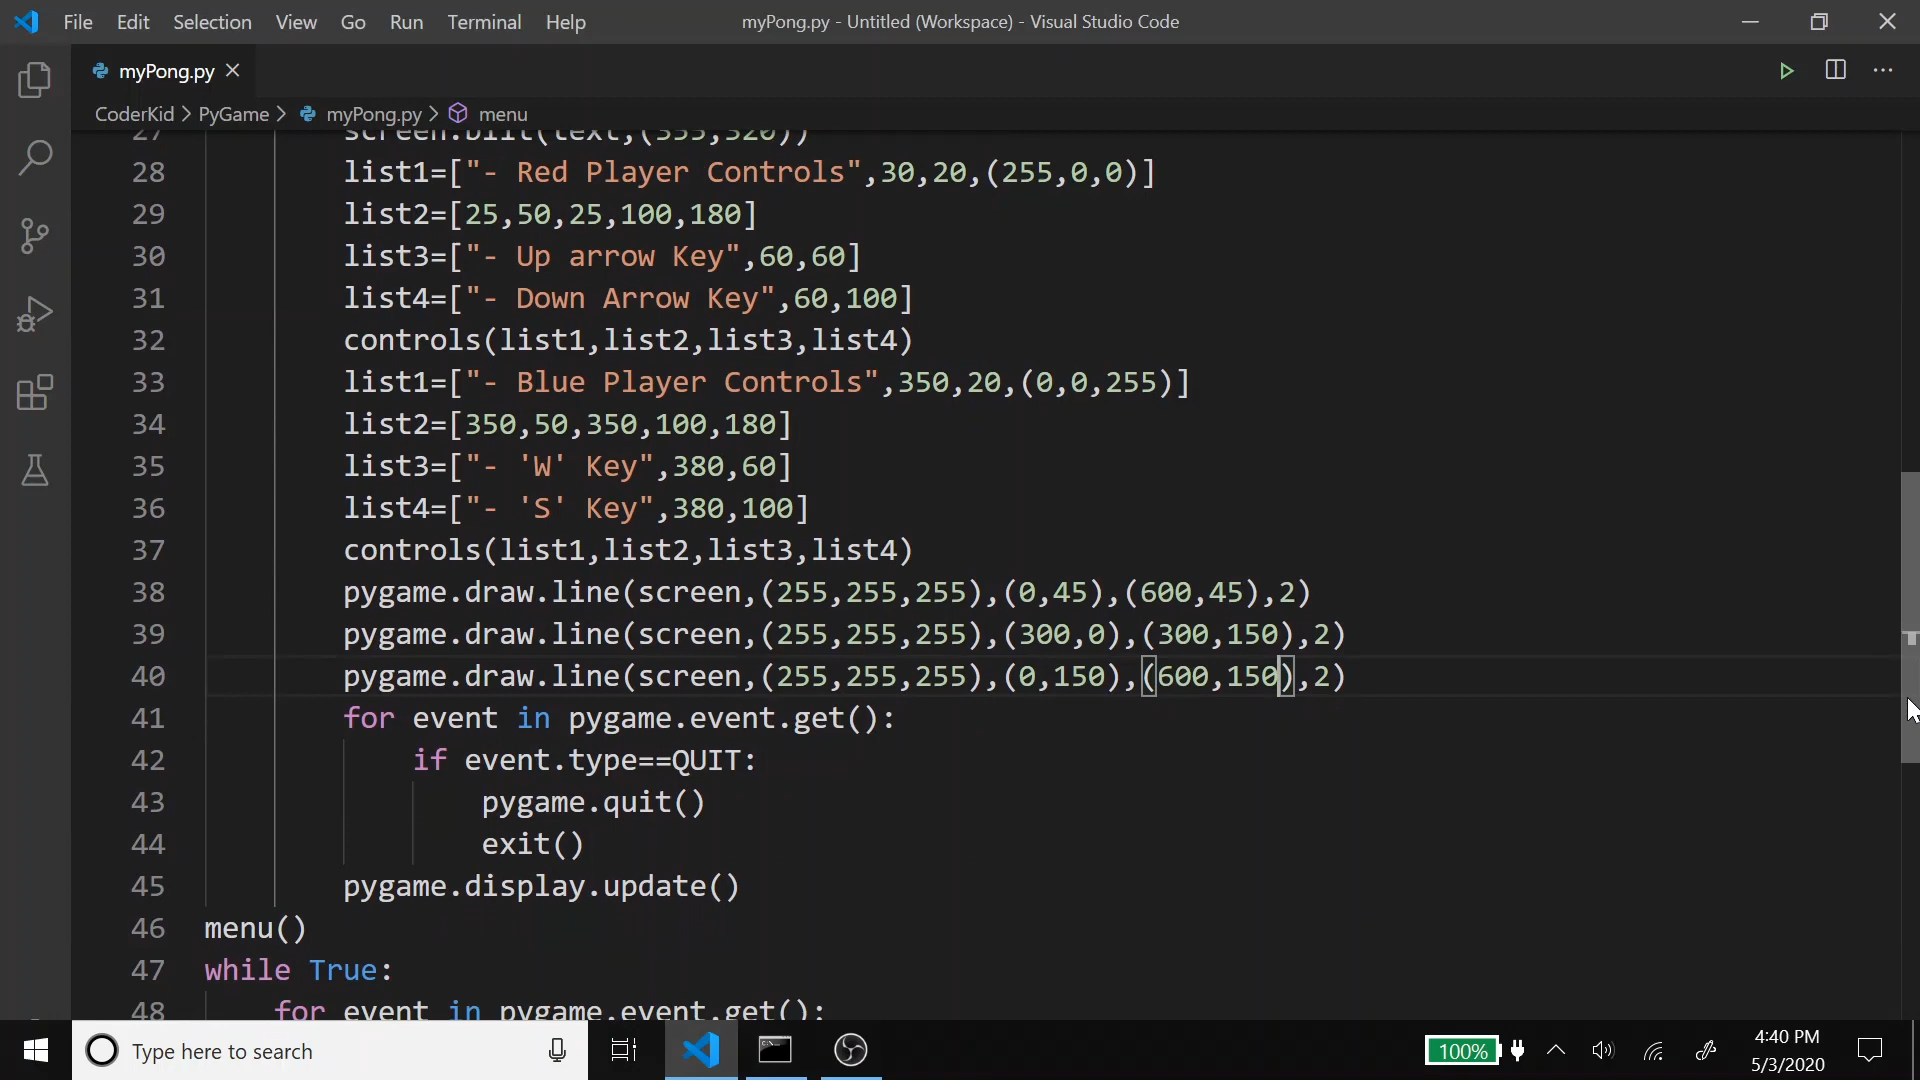 File Edit Selection View Go Run Terminal Help myPong.py - Untitled (Workspace) - Visual Studio Code
myPong.py
CoderKid > PyGame > myPong.py > menu
27 screen.blit(text,(355,320))
28 list1=["- Red Player Controls",30,20,(255,0,0)]
29 list2=[25,50,25,100,180]
30 list3=["- Up arrow Key",60,60]
31 list4=["- Down Arrow Key",60,100]
32 controls(list1,list2,list3,list4)
33 list1=["- Blue Player Controls",350,20,(0,0,255)]
34 list2=[350,50,350,100,180]
35 list3=["- 'W' Key",380,60]
36 list4=["- 'S' Key",380,100]
37 controls(list1,list2,list3,list4)
38 pygame.draw.line(screen,(255,255,255),(0,45),(600,45),2)
39 pygame.draw.line(screen,(255,255,255),(300,0),(300,150),2)
40 pygame.draw.line(screen,(255,255,255),(0,150),(600,150),2)
41 for event in pygame.event.get():
42 if event.type==QUIT:
43 pygame.quit()
44 exit()
45 pygame.display.update()
46 menu()
47 while True:
48 for event in pygame.event.get():
Type here to search
100%
4:40 PM
5/3/2020